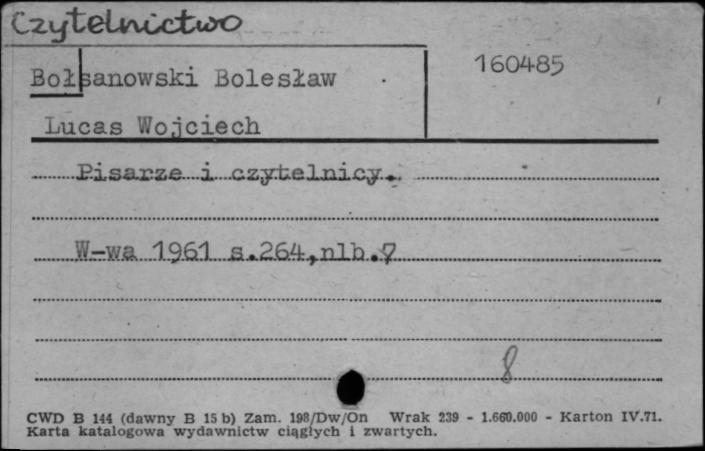 Czytelnictwo
Bołsanowski Bolesław
160485
Lucas Wojciech
Pisarze i czytelnicy.
W-wa 1961 s.264,nlb.7
8
CWD B 144 (dawny B 15 b) Zam. 198/Dw/On Wrak 239 - 1.660.000 - Karton IV.71.
Karta katalogowa wydawnictw ciągłych i zwartych.